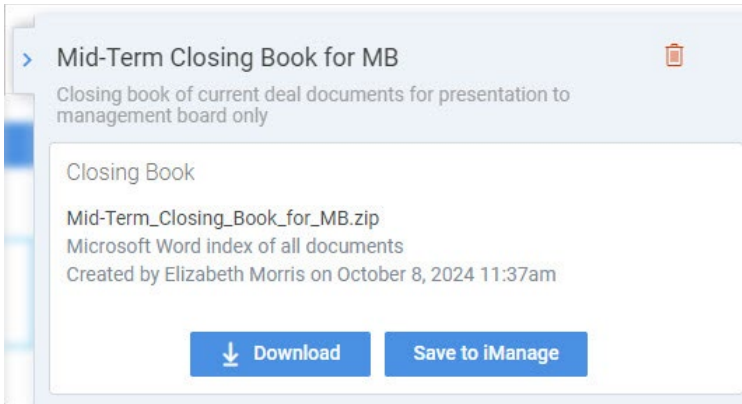 Mid-Term Closing Book for MB
Closing book of current deal documents for presentation to
management board only
Closing Book
Mid-Term_Closing_Book_for_MB.zip
Microsoft Word index of all documents
Created by Elizabeth Morris on October 8, 2024 11:37am
Download
Save to iManage